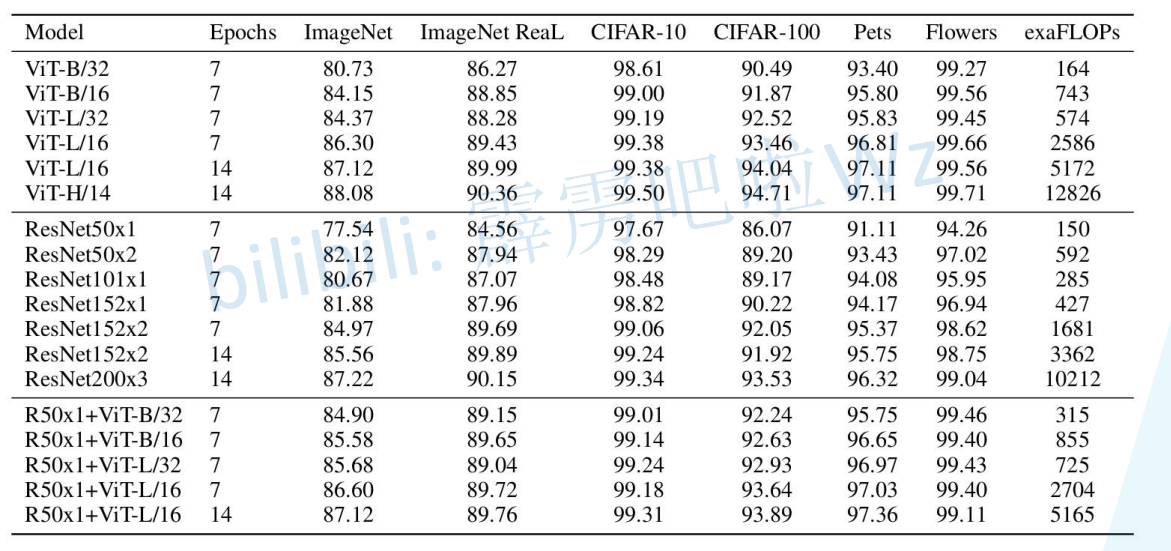 Model Epochs ImageNet ImageNet ReaL CIFAR-10 CIFAR-100 Pets Flowers exaFLOPs
ViT-B/32 7 80.73 86.27 98.61 90.49 93.40 99.27 164
ViT-B/16 7 84.15 88.85 99.00 91.87 95.80 99.56 743
ViT-L/32 7 84.37 88.28 99.19 92.52 95.83 99.45 574
ViT-L/16 7 86.30 89.43 99.38 93.46 96.81 99.66 2586
ViT-L/16 14 87.12 89.99 99.38 94.04 97.11 99.56 5172
ViT-H/14 14 88.08 90.36 99.50 94.71 97.11 99.71 12826
ResNet50x1 7 77.54 84.56 97.67 86.07 91.11 94.26 150
ResNet50x2 7 82.12 87.94 98.29 89.20 93.43 97.02 592
ResNet101x1 7 80.67 87.07 98.48 89.17 94.08 95.95 285
ResNet152x1 7 81.88 87.96 98.82 90.22 94.17 96.94 427
ResNet152x2 7 84.97 89.69 99.06 92.05 95.37 98.62 1681
ResNet152x2 14 85.56 89.89 99.24 91.92 95.75 98.75 3362
ResNet200x3 14 87.22 90.15 99.34 93.53 96.32 99.04 10212
R50x1+ViT-B/32 7 84.90 89.15 99.01 92.24 95.75 99.46 315
R50x1+ViT-B/16 7 85.58 89.65 99.14 92.63 96.65 99.40 855
R50x1+ViT-L/32 7 85.68 89.04 99.24 92.93 96.97 99.43 725
R50x1+ViT-L/16 7 86.60 89.72 99.18 93.64 97.03 99.40 2704
R50x1+ViT-L/16 14 87.12 89.76 99.31 93.89 97.36 99.11 5165
bilibili: 霹雳吧啦Wz